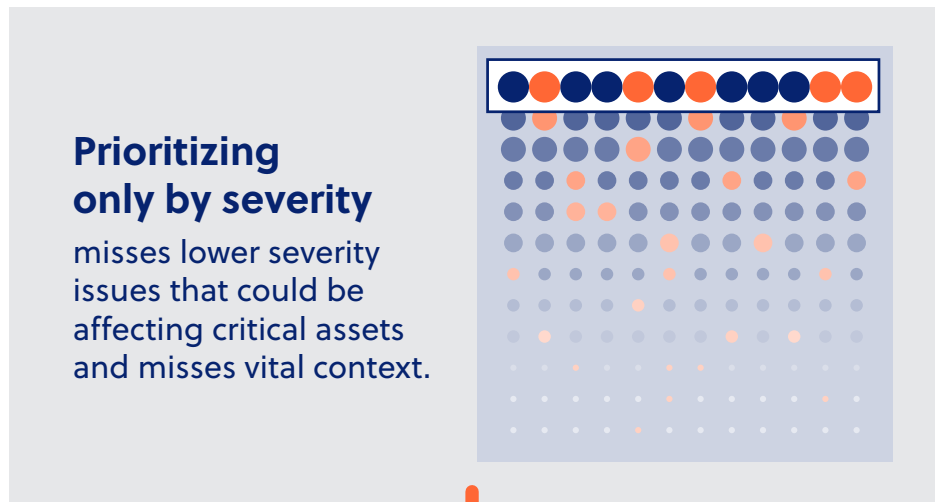 Prioritizing
only by severity
misses lower severity
issues that could be
affecting critical assets
and misses vital context.